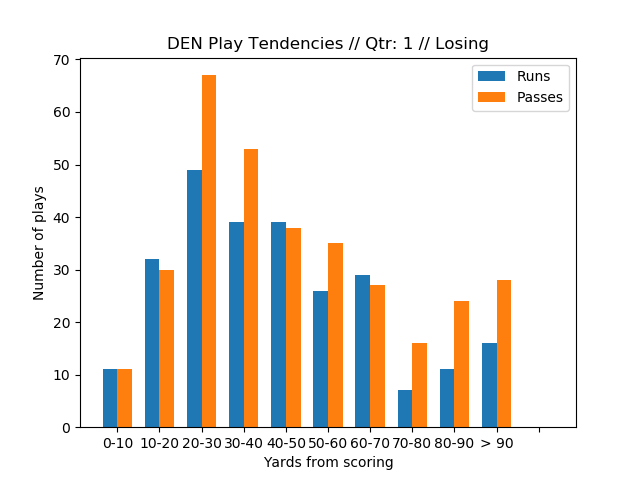 DEN Play Tendencies // Qtr: 1 // Losing
Runs
Passes
70
60
50
40
30
20
10
0
Number of plays
0-10 10-20 20-30 30-40 40-50 50-60 60-70 70-80 80-90 > 90
Yards from scoring